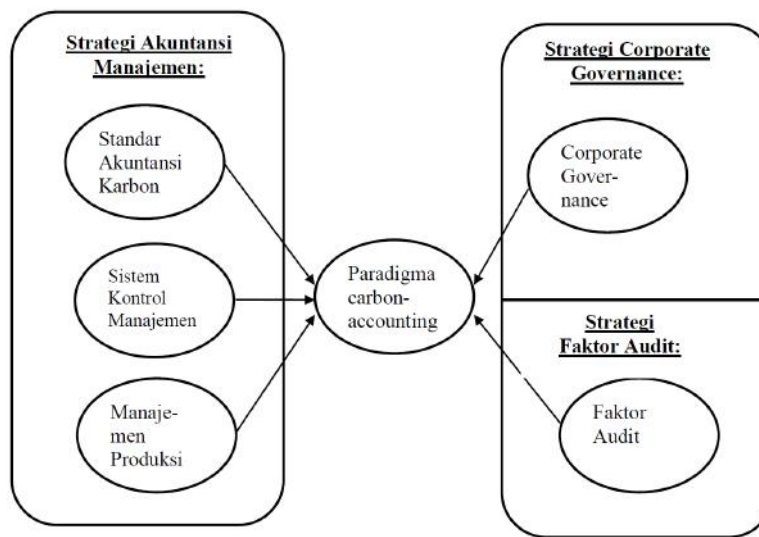 Strategi Akuntansi
Manajemen:
Standar
Akuntansi
Karbon
Sistem
Kontrol
Manajemen
Manaje-
men
Produksi
Paradigma
carbon-
accounting
Strategi Corporate
Governance:
Corporate
Gover-
nance
Strategi
Faktor Audit:
Faktor
Audit